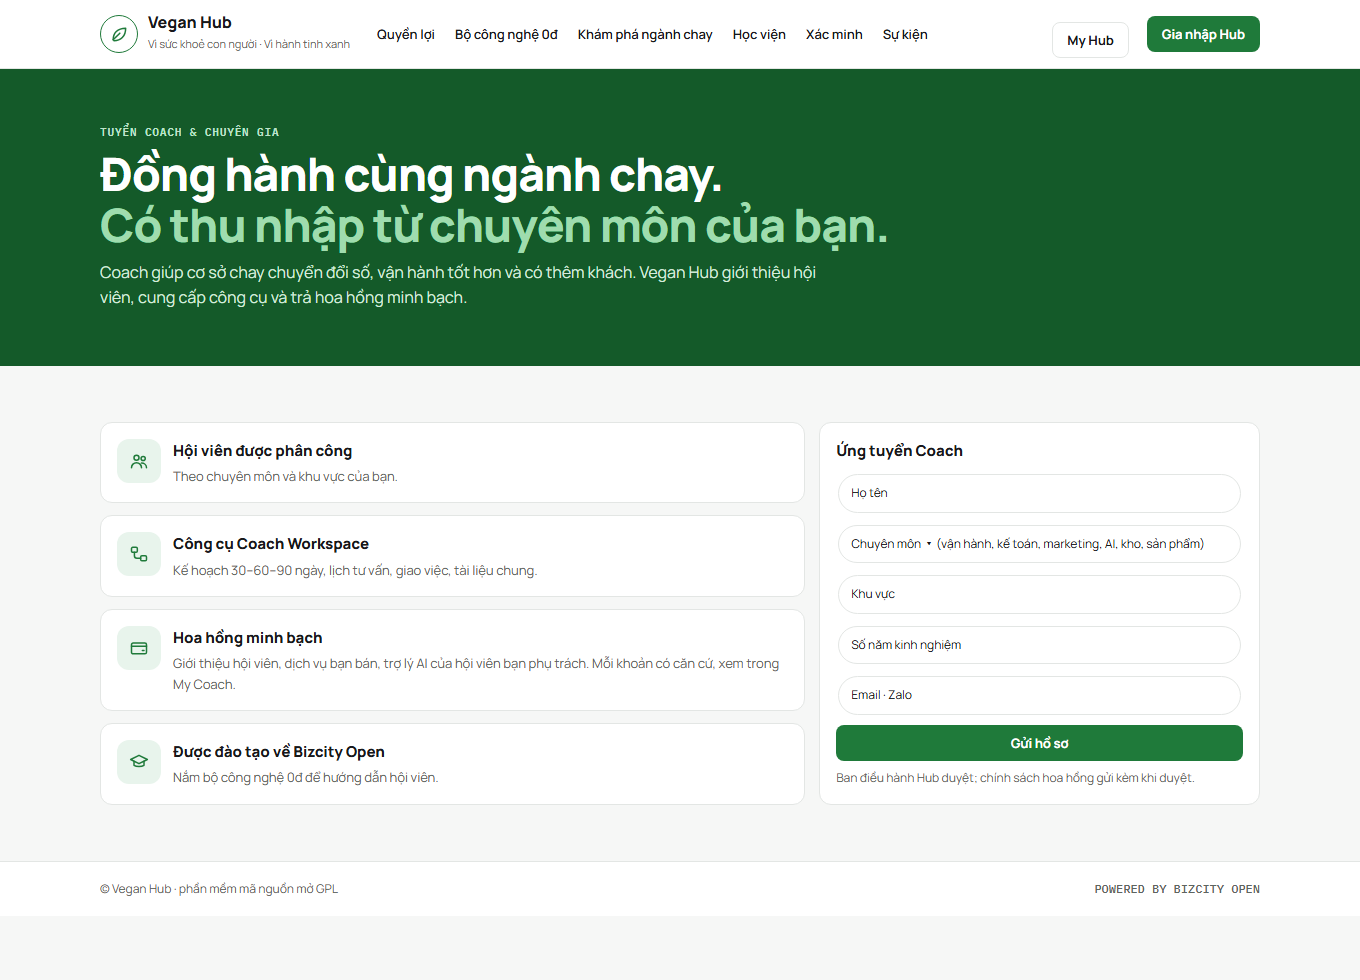 Vegan Hub
Vì sức khoẻ con người · Vì hành tinh xanh
Quyền lợi
Bộ công nghệ 0đ
Khám phá ngành chay
Học viện
Xác minh
Sự kiện
My Hub
Gia nhập Hub
TUYỂN COACH & CHUYÊN GIA
Đồng hành cùng ngành chay.
Có thu nhập từ chuyên môn của bạn.
Coach giúp cơ sở chay chuyển đổi số, vận hành tốt hơn và có thêm khách. Vegan Hub giới thiệu hội
viên, cung cấp công cụ và trả hoa hồng minh bạch.
Hội viên được phân công
Theo chuyên môn và khu vực của bạn.
Công cụ Coach Workspace
Kế hoạch 30–60–90 ngày, lịch tư vấn, giao việc, tài liệu chung.
Hoa hồng minh bạch
Giới thiệu hội viên, dịch vụ bạn bán, trợ lý AI của hội viên bạn phụ trách. Mỗi khoản có căn cứ, xem trong
My Coach.
Được đào tạo về Bizcity Open
Nắm bộ công nghệ 0đ để hướng dẫn hội viên.
Ứng tuyển Coach
Họ tên
Chuyên môn ▾ (vận hành, kế toán, marketing, AI, kho, sản phẩm)
Khu vực
Số năm kinh nghiệm
Email · Zalo
Gửi hồ sơ
Ban điều hành Hub duyệt; chính sách hoa hồng gửi kèm khi duyệt.
© Vegan Hub · phần mềm mã nguồn mở GPL
POWERED BY BIZCITY OPEN